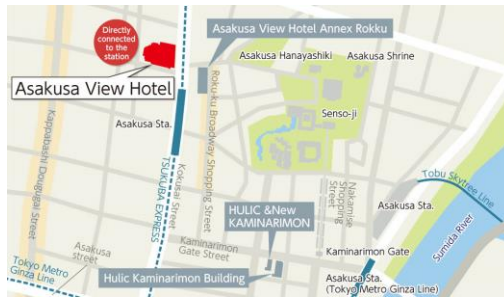 Directly
connected
to the
station
Asakusa View Hotel Annex Rokku
Asakusa Hanayashiki
Asakusa Shrine
Asakusa View Hotel
Senso-ji
Asakusa Sta.
Kappabashi Dougugai Street
TSUKUBA EXPRESS
Kokusai Street
Roku-ku Broadway Shopping Street
Nakamise
Shopping
Street
Tobu Skytree Line
Asakusa Sta.
Sumida River
HULIC &New
KAMINARIMON
Asakusa
street
Kaminarimon
Gate Street
Kaminarimon Gate
Tokyo Metro
Ginza Line
Hulic Kaminarimon Building
Asakusa Sta.
(Tokyo Metro Ginza Line)